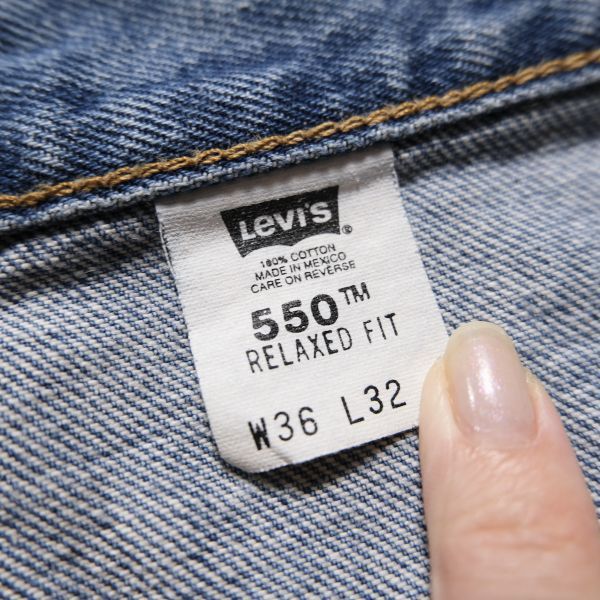 Levi's ®
100% COTTON
MADE IN MEXICO
CARE ON REVERSE
550™
RELAXED FIT
W36 L32